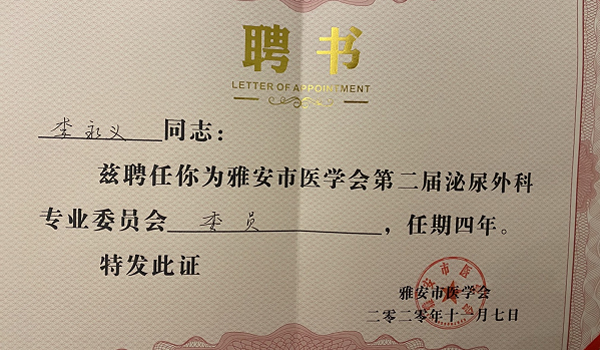 聘书
LETTER OF APPOINTMENT
娄永义同志：
兹聘任你为雅安市医学会第二届泌尿外科
专业委员会委员，任期四年。
特发此证
雅安市医学会
二零二零年十一月七日